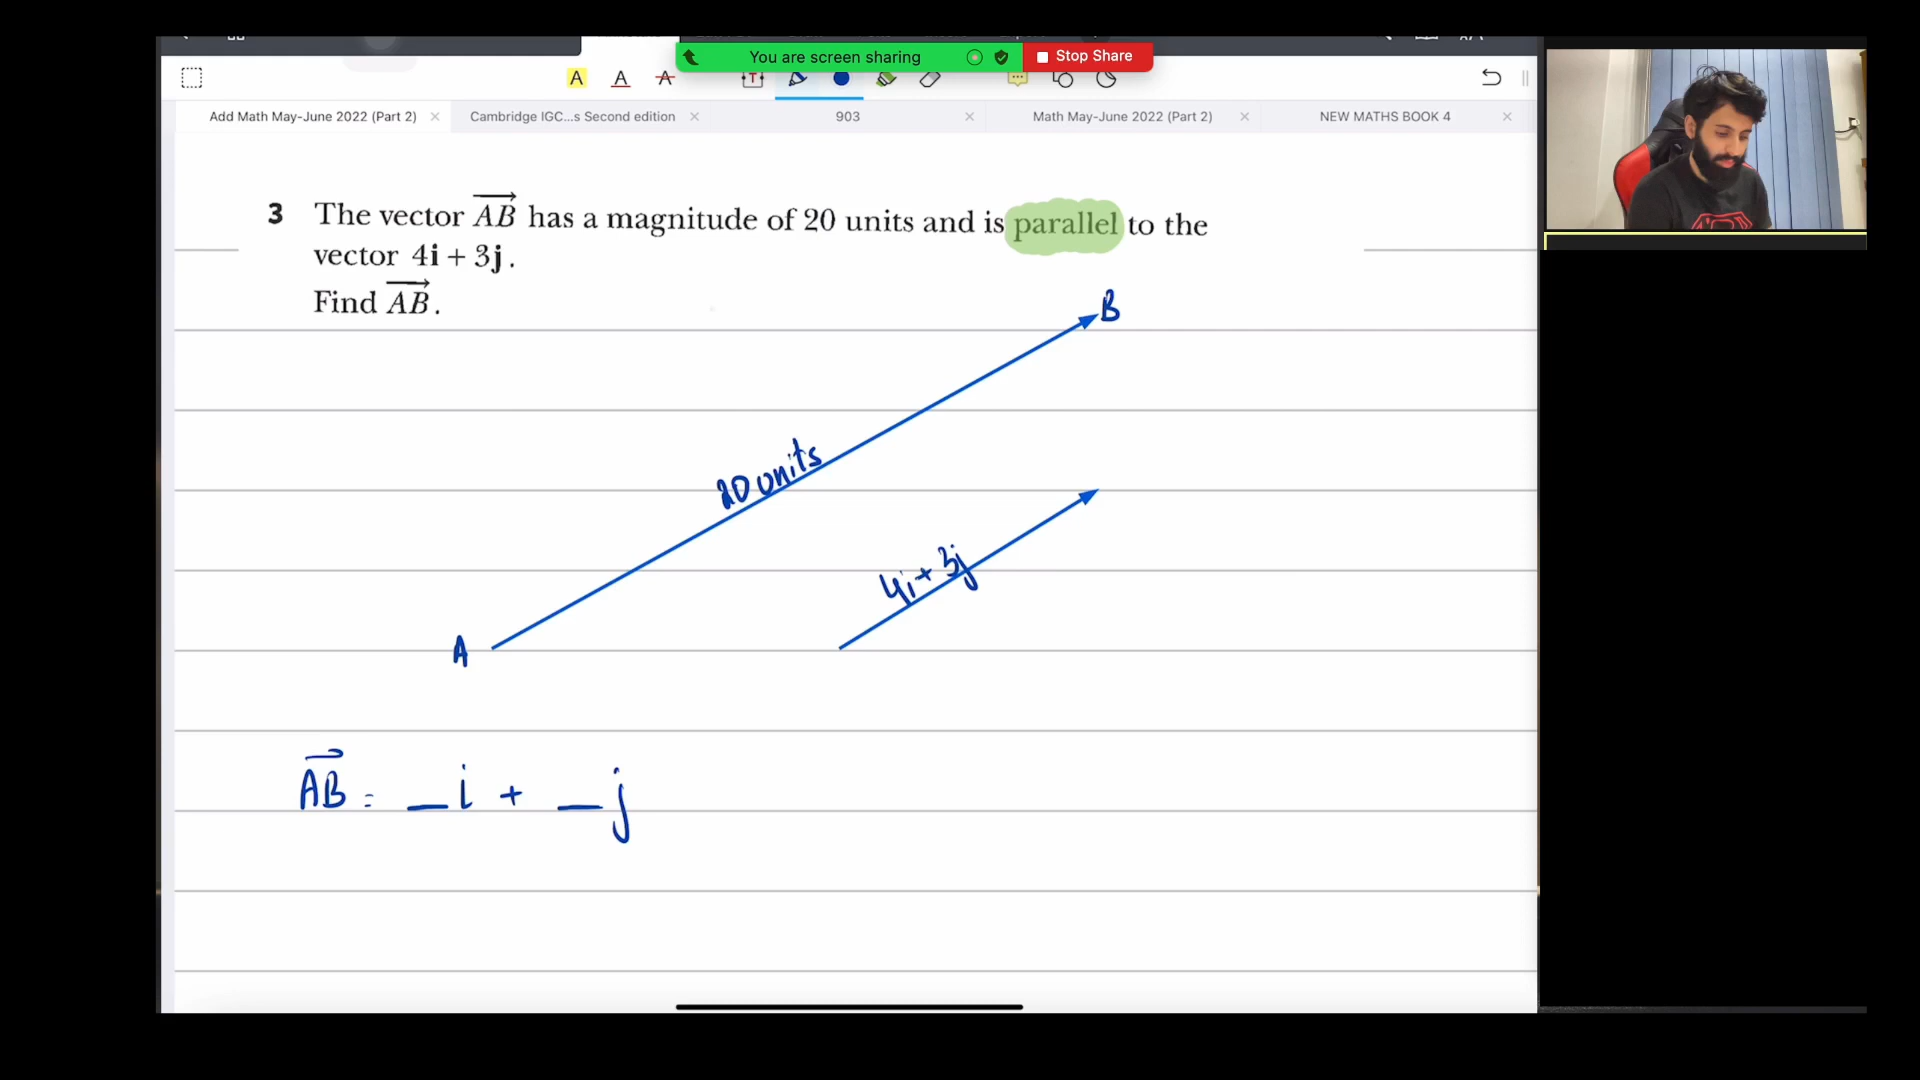 You are screen sharing
Stop Share
A A A T
Add Math May-June 2022 (Part 2)
Cambridge IGC...s Second edition
903
Math May-June 2022 (Part 2)
NEW MATHS BOOK 4
3 The vector AB has a magnitude of 20 units and is parallel to the
vector 4i + 3j.
Find AB.
B
20 units
4i + 3j
A
AB = _ i + _ j